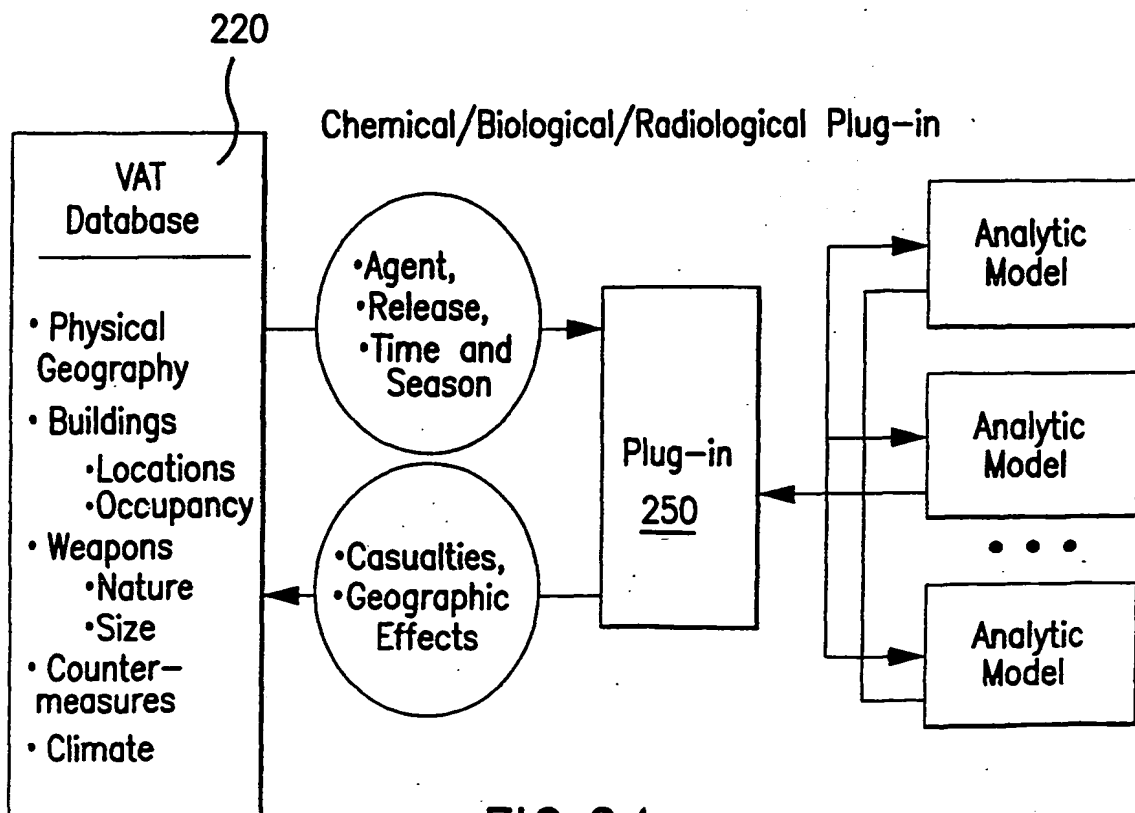 220
Chemical/Biological/Radiological Plug-in
VAT
Database
• Physical
Geography
• Buildings
•Locations
•Occupancy
• Weapons
•Nature
•Size
• Counter-
measures
• Climate
•Agent,
•Release,
•Time and
Season
•Casualties,
•Geographic
Effects
Plug-in
250
Analytic
Model
Analytic
Model
• • •
Analytic
Model